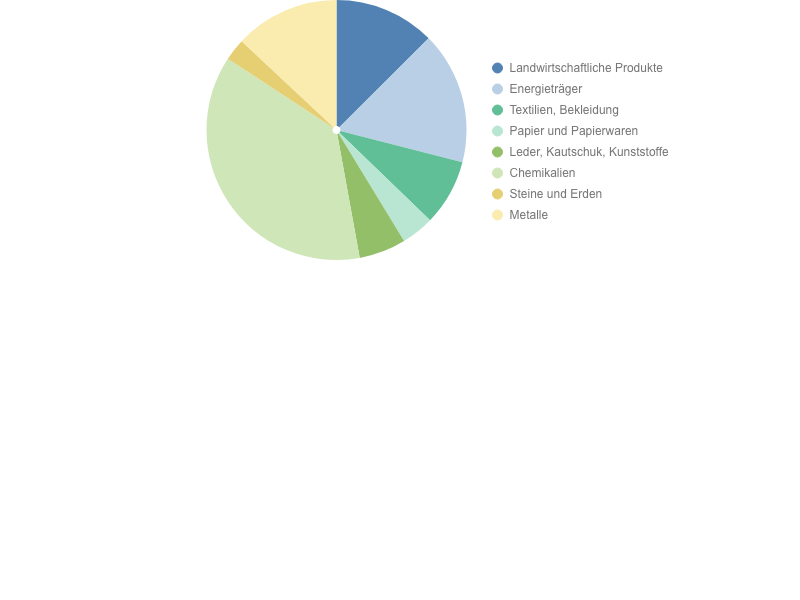 Landwirtschaftliche Produkte
Energieträger
Textilien, Bekleidung
Papier und Papierwaren
Leder, Kautschuk, Kunststoffe
Chemikalien
Steine und Erden
Metalle